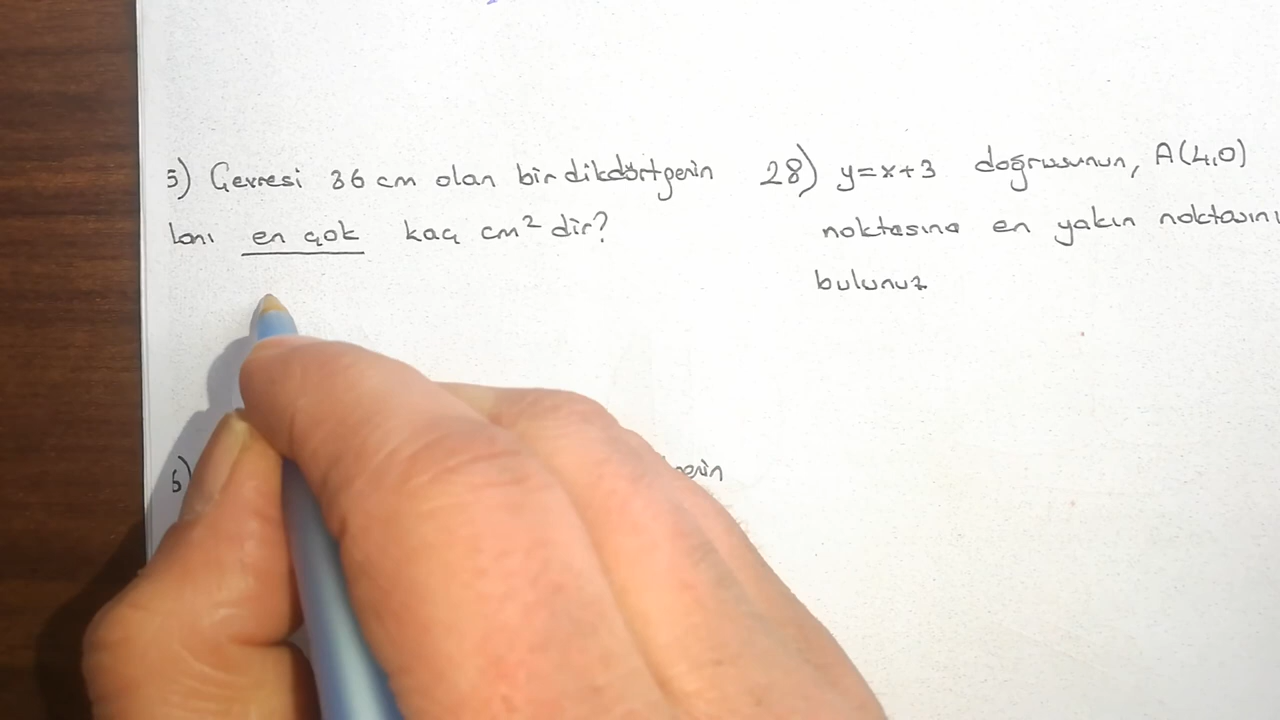 5) Çevresi 36 cm olan bir dikdörtgenin
lanı en çok kaç cm² dir?
28) y=x+3 doğrusunun, A(4,0)
noktasına en yakın noktasını
bulunuz
6)